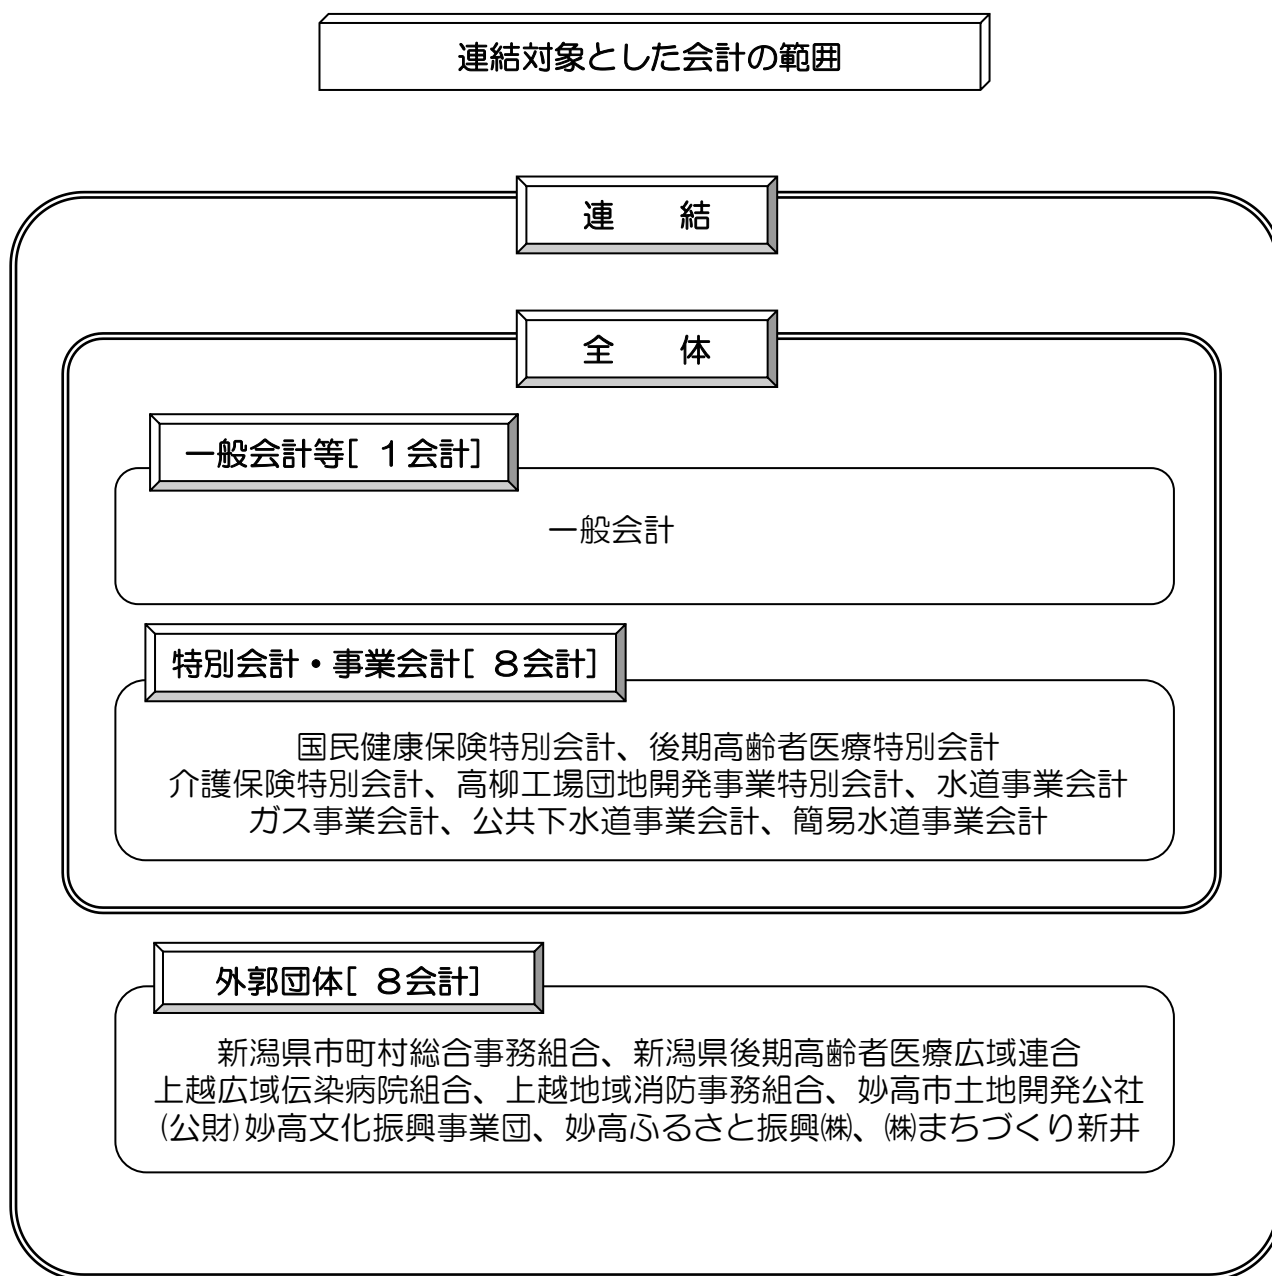 連結対象とした会計の範囲
連　　結
全　　体
一般会計等[ １会計]
一般会計
特別会計・事業会計[ ８会計]
国民健康保険特別会計、後期高齢者医療特別会計
介護保険特別会計、高柳工場団地開発事業特別会計、水道事業会計
ガス事業会計、公共下水道事業会計、簡易水道事業会計
外郭団体[ ８会計]
新潟県市町村総合事務組合、新潟県後期高齢者医療広域連合
上越広域伝染病院組合、上越地域消防事務組合、妙高市土地開発公社
(公財)妙高文化振興事業団、妙高ふるさと振興㈱、㈱まちづくり新井